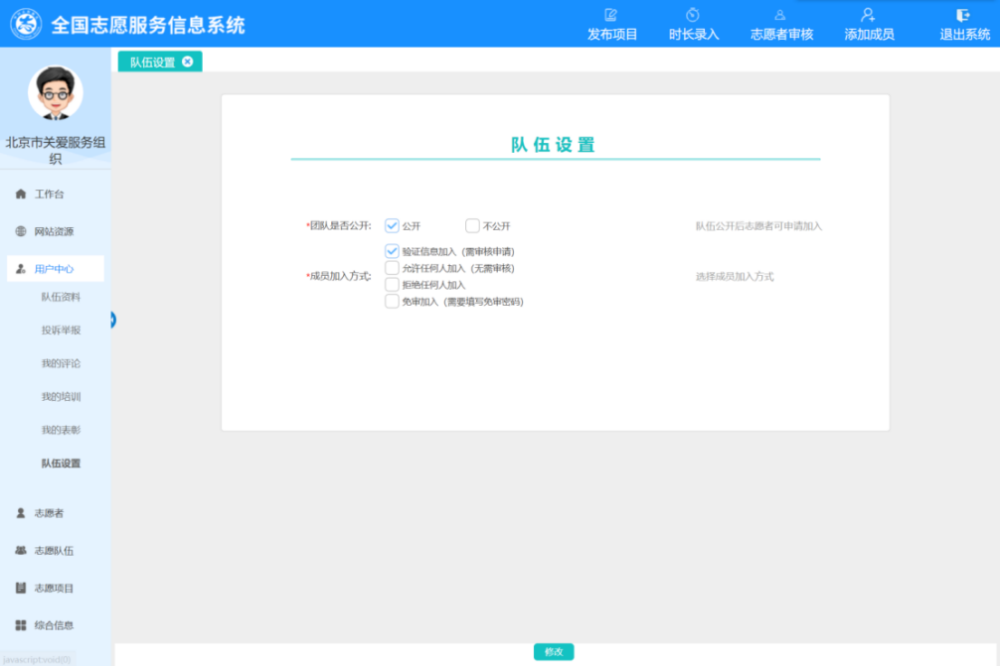 全国志愿服务信息系统
发布项目
时长录入
志愿者审核
添加成员
退出系统
队伍设置
北京市关爱服务组
织
工作台
网站资源
用户中心
队伍资料
投诉举报
我的评论
我的培训
我的表彰
队伍设置
志愿者
志愿队伍
志愿项目
综合信息
javascript:void(0)
队伍设置
*团队是否公开: 公开 不公开 队伍公开后志愿者可申请加入
验证信息加入（需审核申请）
允许任何人加入（无需审核）
*成员加入方式: 选择成员加入方式
拒绝任何人加入
免审加入（需要填写免审密码）
修改